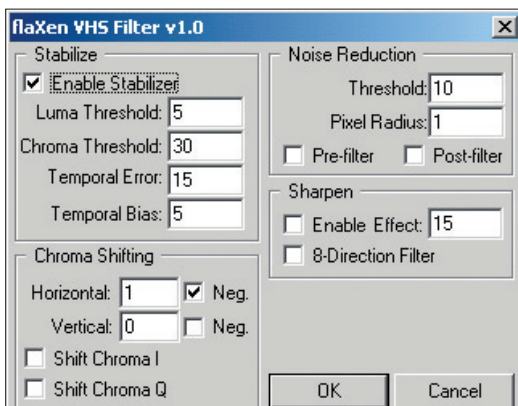 flaXen VHS Filter v1.0
Stabilize
Enable Stabilizer
Luma Threshold: 5
Chroma Threshold: 30
Temporal Error: 15
Temporal Bias: 5
Chroma Shifting
Horizontal: 1 Neg.
Vertical: 0 Neg.
Shift Chroma I
Shift Chroma Q
Noise Reduction
Threshold: 10
Pixel Radius: 1
Pre-filter Post-filter
Sharpen
Enable Effect: 15
8-Direction Filter
OK Cancel